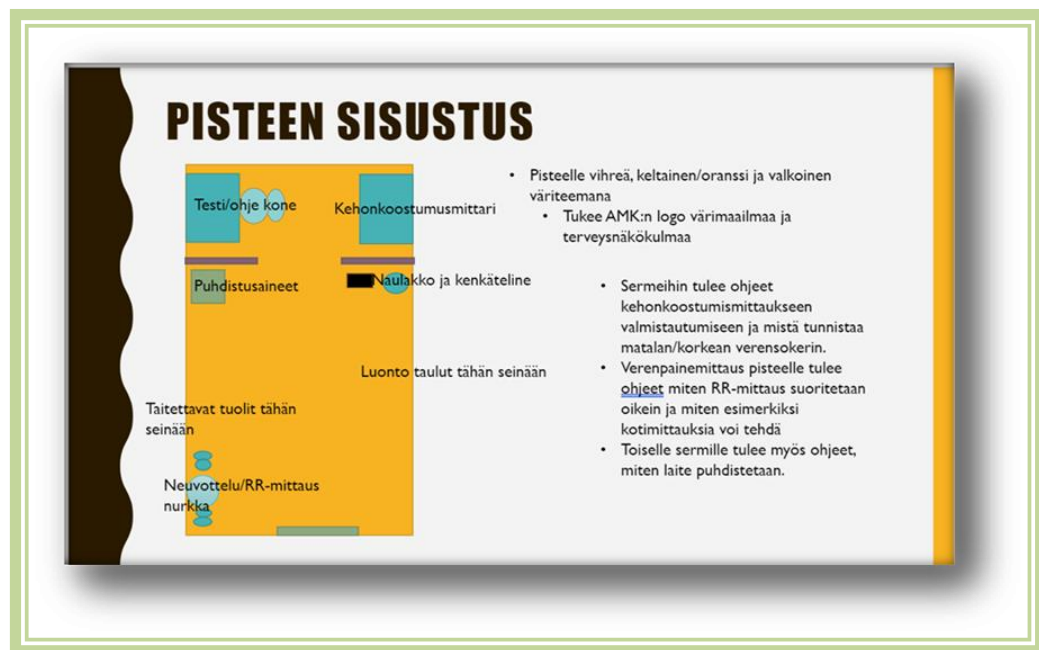 PISTEEN SISUSTUS
Testi/ohje kone
Kehonkoostumusmittari
Puhdistusaineet
Naulakko ja kenkäteline
Luonto taulut tähän seinään
Taitettavat tuolit tähän
seinään
Neuvottelu/RR-mittaus
nurkka
• Pisteelle vihreä, keltainen/oranssi ja valkoinen
väriteemana
• Tukee AMK:n logo värimaailmaa ja
terveysnäkökulmaa
• Sermeihin tulee ohjeet
kehonkoostumismittaukseen
valmistautumiseen ja mistä tunnistaa
matalan/korkean verensokerin.
• Verenpainemittaus pisteelle tulee
ohjeet miten RR-mittaus suoritetaan
oikein ja miten esimerkiksi
kotimittauksia voi tehdä
• Toiselle sermille tulee myös ohjeet,
miten laite puhdistetaan.